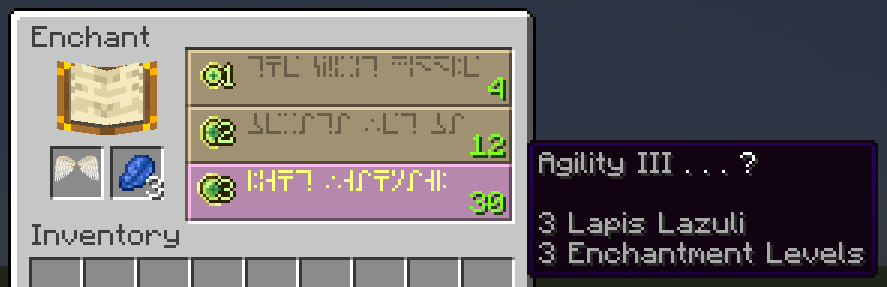 Enchant
1
4
2
12
3
30
Agility III . . . ?
3 Lapis Lazuli
3 Enchantment Levels
3
Inventory